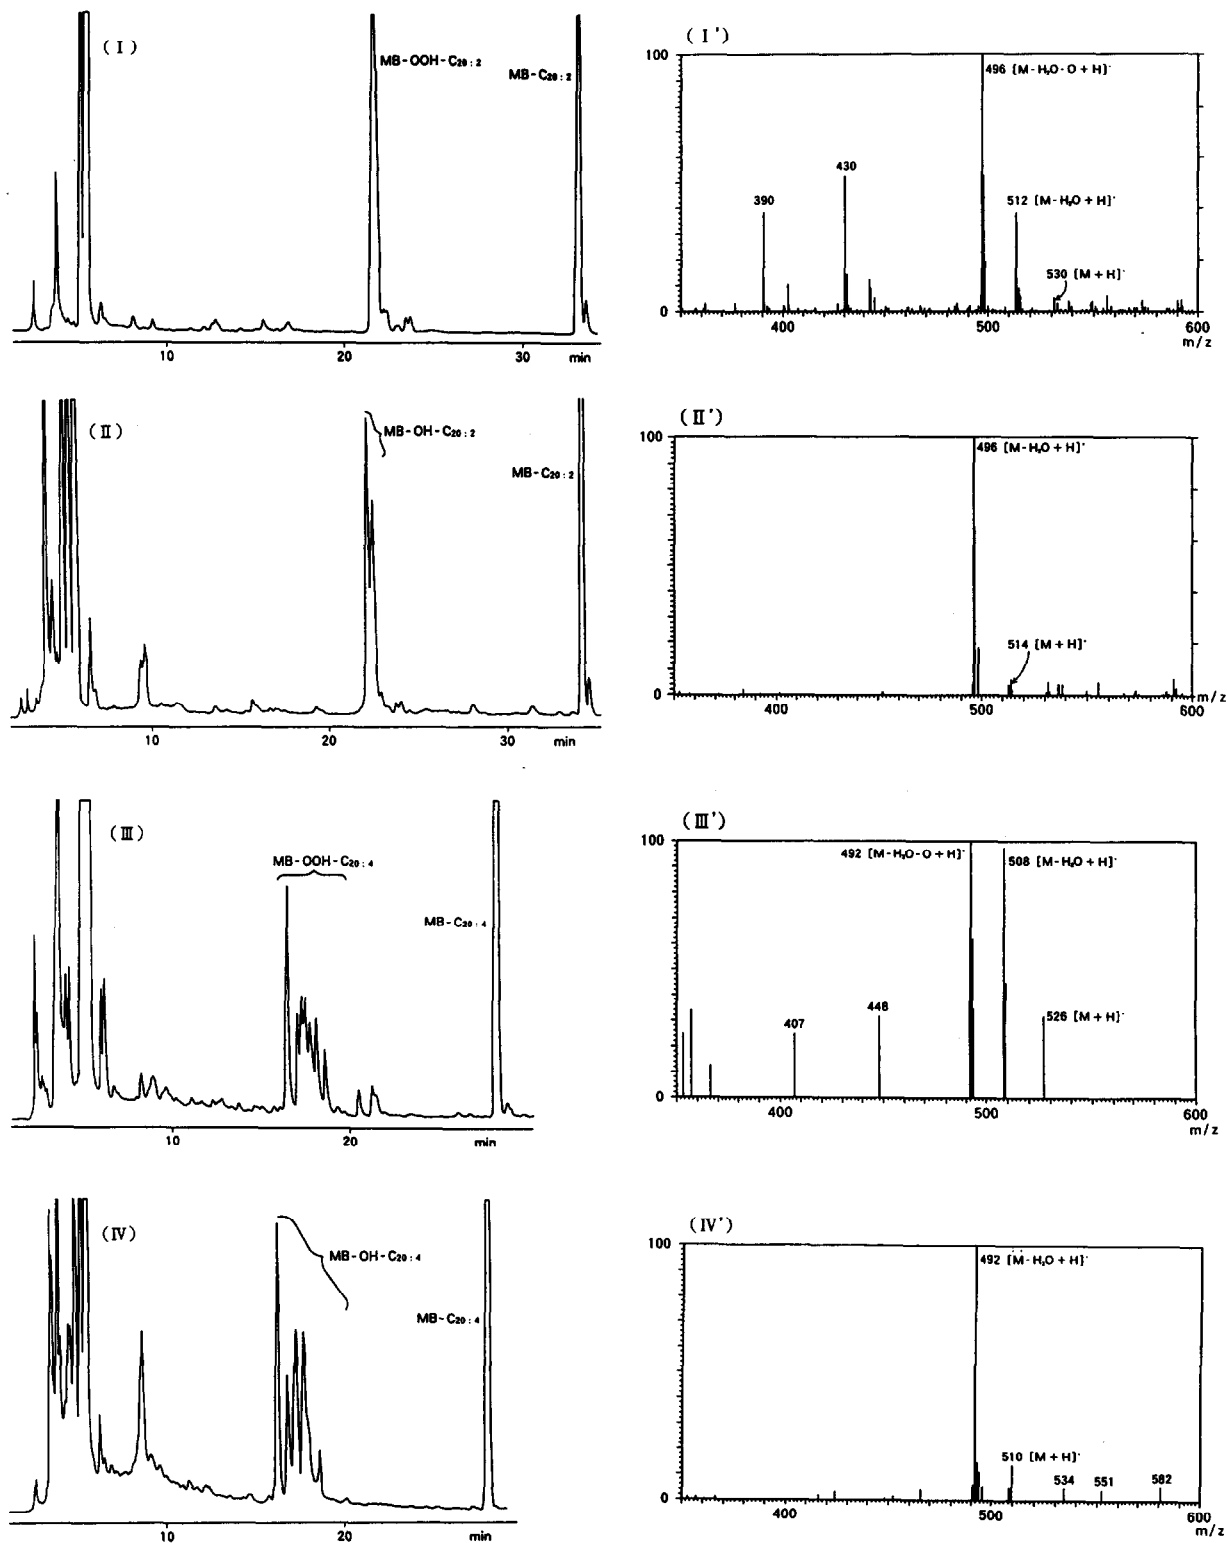 (I)
MB-OOH-C20:2
MB-C20:2
10
20
30
min
(I')
100
496 [M-H2O-O+H]+
430
390
512 [M-H2O+H]+
530 [M+H]+
0
400
500
600
m/z
(II)
MB-OH-C20:2
MB-C20:2
10
20
30
min
(II')
100
496 [M-H2O+H]+
514 [M+H]+
0
400
500
600
m/z
(III)
MB-OOH-C20:4
MB-C20:4
10
20
min
(III')
100
492 [M-H2O-O+H]+
508 [M-H2O+H]+
448
407
526 [M+H]+
0
400
500
600
m/z
(IV)
MB-OH-C20:4
MB-C20:4
10
20
min
(IV')
100
492 [M-H2O+H]+
510 [M+H]+
534
551
582
0
400
500
600
m/z